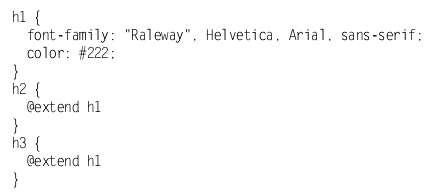 h1 {
  font-family: "Raleway", Helvetica, Arial, sans-serif;
  color: #222;
}
h2 {
  @extend h1
}
h3 {
  @extend h1
}